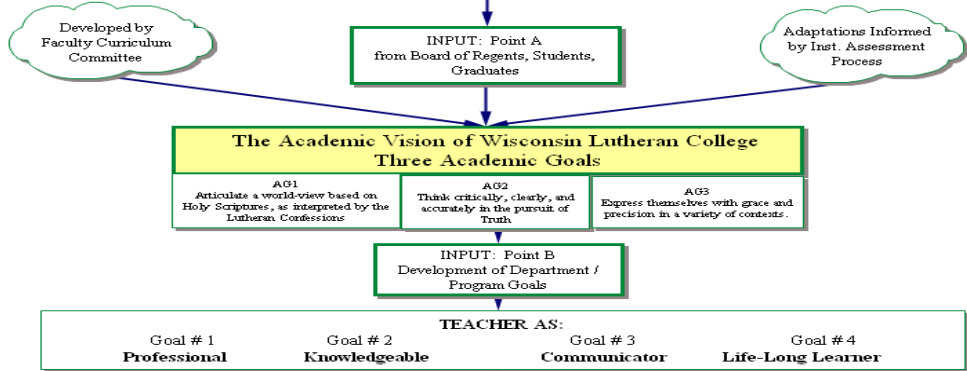 Developed by
Faculty Curriculum
Committee
INPUT: Point A
from Board of Regents, Students,
Graduates
Adaptations Informed
by Inst. Assessment
Process
The Academic Vision of Wisconsin Lutheran College
Three Academic Goals
AG1
Articulate a world-view based on
Holy Scriptures, as interpreted by the
Lutheran Confessions
AG2
Think critically, clearly, and
accurately in the pursuit of
Truth
AG3
Express themselves with grace and
precision in a variety of contexts.
INPUT: Point B
Development of Department /
Program Goals
TEACHER AS:
Goal # 1 Goal # 2 Goal # 3 Goal # 4
Professional Knowledgeable Communicator Life-Long Learner